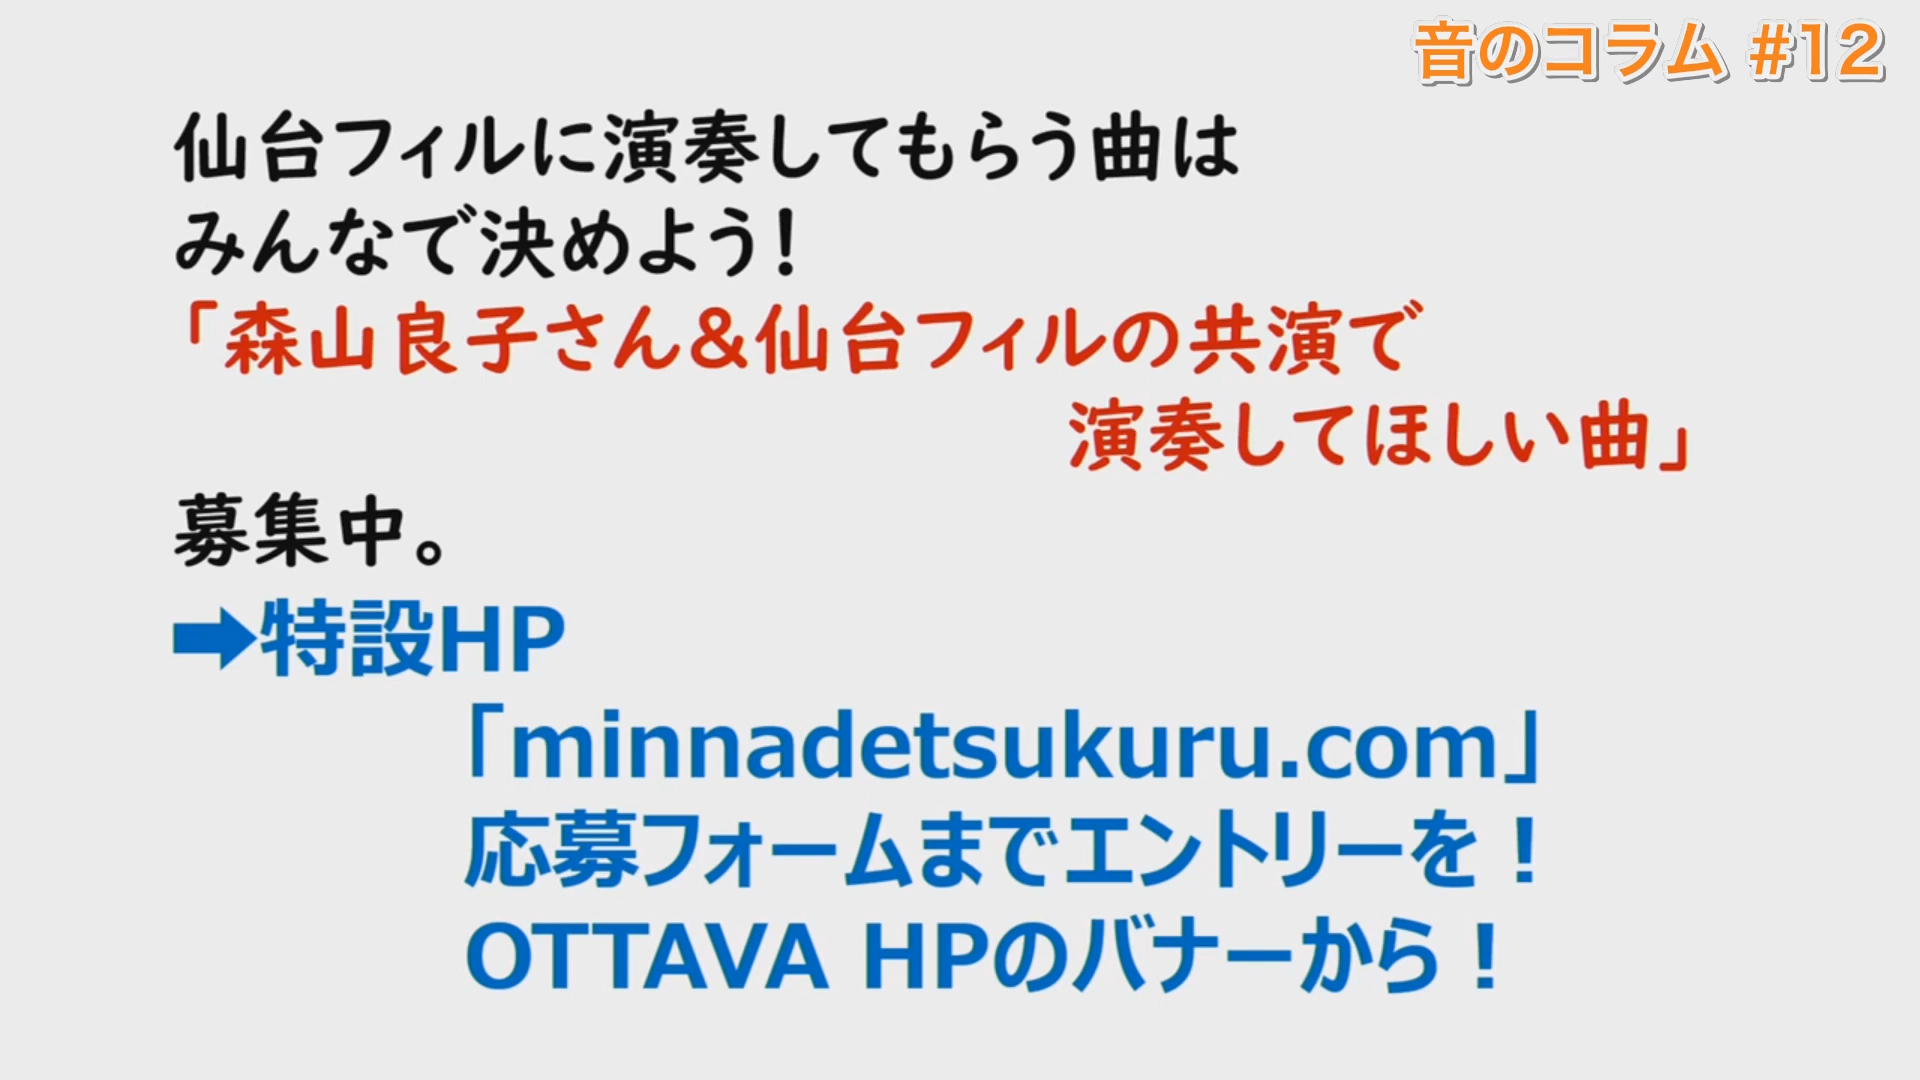 音のコラム #12
仙台フィルに演奏してもらう曲は
みんなで決めよう！
「森山良子さん＆仙台フィルの共演で
演奏してほしい曲」
募集中。
➡特設HP
「minnadetsukuru.com」
応募フォームまでエントリーを！
OTTAVA HPのバナーから！